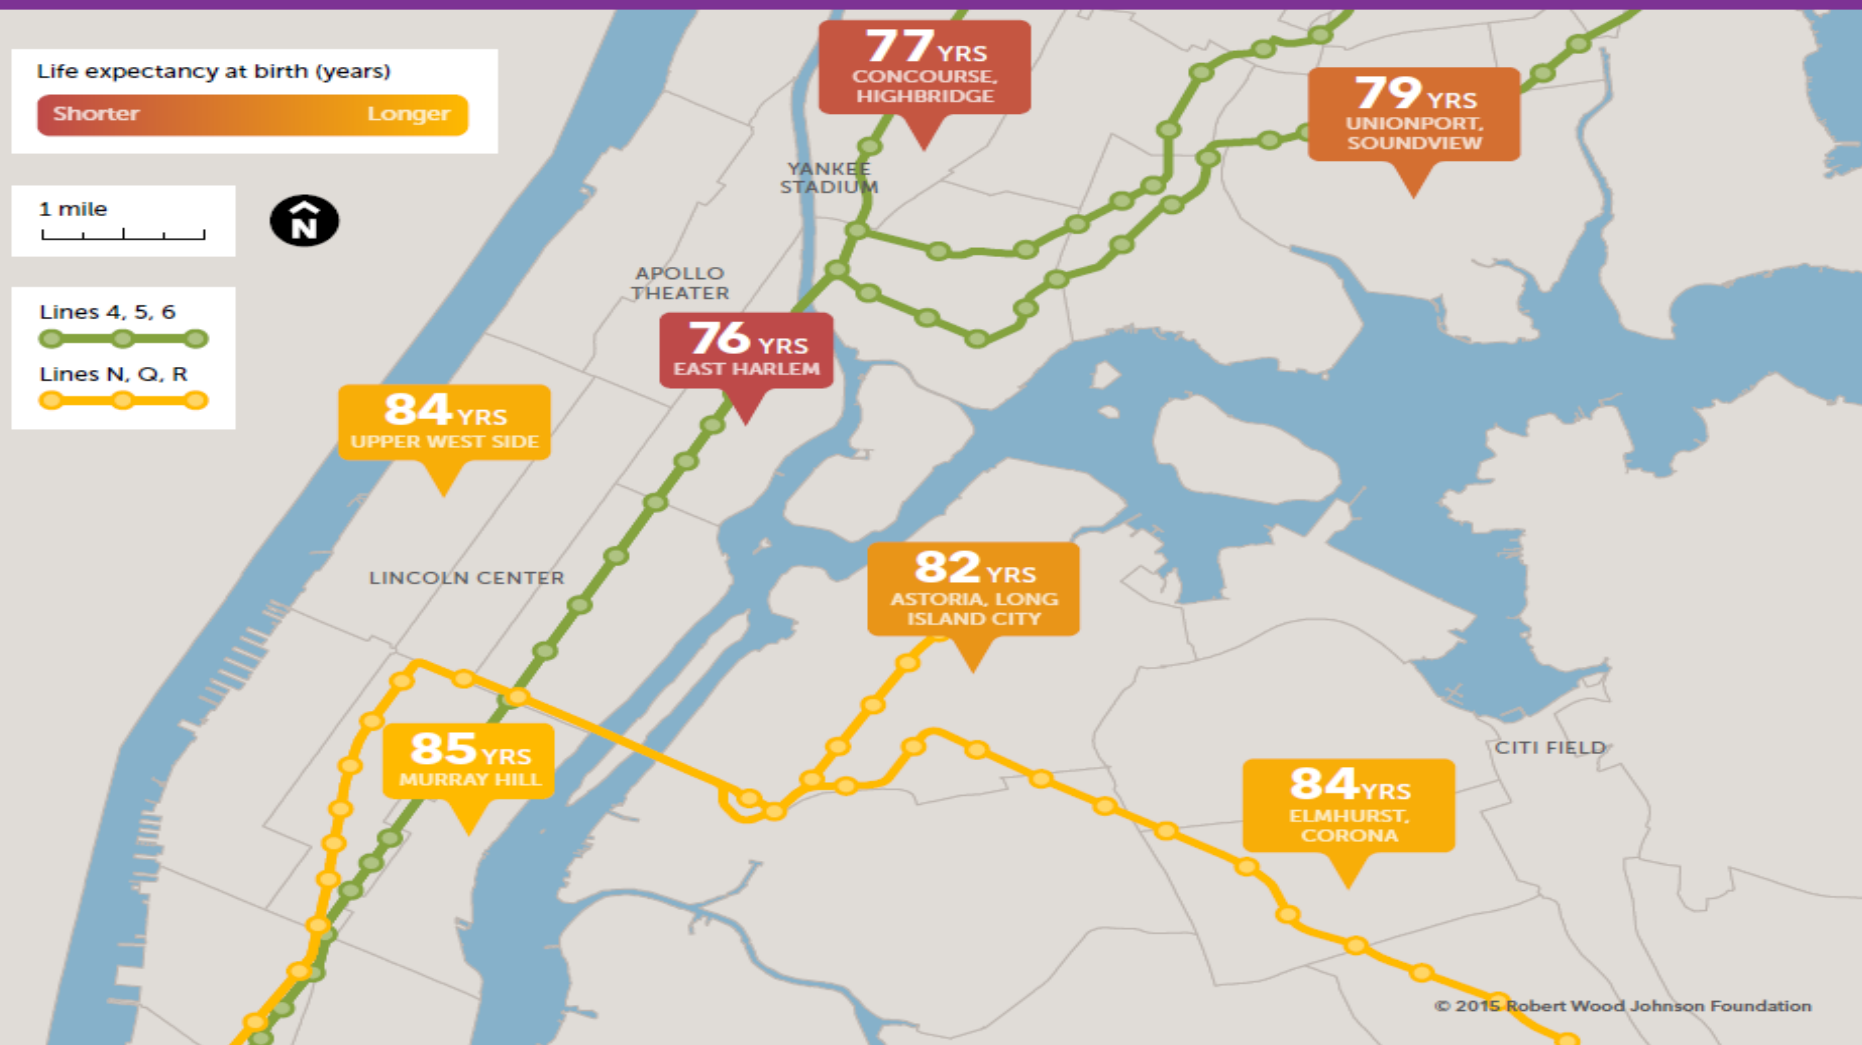 Life expectancy at birth (years)
Shorter Longer
1 mile
N
Lines 4, 5, 6
Lines N, Q, R
77 YRS
CONCOURSE,
HIGHBRIDGE
79 YRS
UNIONPORT,
SOUNDVIEW
YANKEE
STADIUM
APOLLO
THEATER
76 YRS
EAST HARLEM
84 YRS
UPPER WEST SIDE
LINCOLN CENTER
82 YRS
ASTORIA, LONG
ISLAND CITY
85 YRS
MURRAY HILL
CITI FIELD
84 YRS
ELMHURST,
CORONA
© 2015 Robert Wood Johnson Foundation